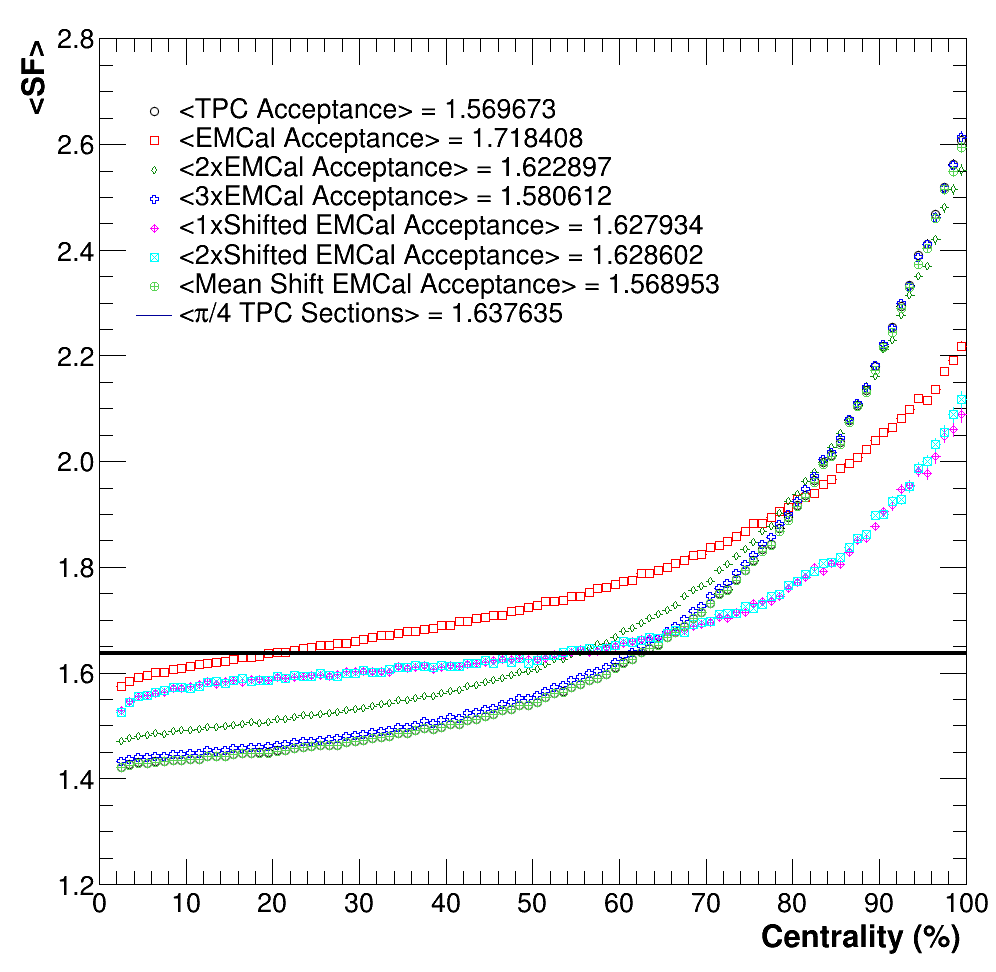 <SF>
2.8
2.6
2.4
2.2
2.0
1.8
1.6
1.4
1.2
<TPC Acceptance> = 1.569673
<EMCal Acceptance> = 1.718408
<2xEMCal Acceptance> = 1.622897
<3xEMCal Acceptance> = 1.580612
<1xShifted EMCal Acceptance> = 1.627934
<2xShifted EMCal Acceptance> = 1.628602
<Mean Shift EMCal Acceptance> = 1.568953
<π/4 TPC Sections> = 1.637635
0 10 20 30 40 50 60 70 80 90 100
Centrality (%)